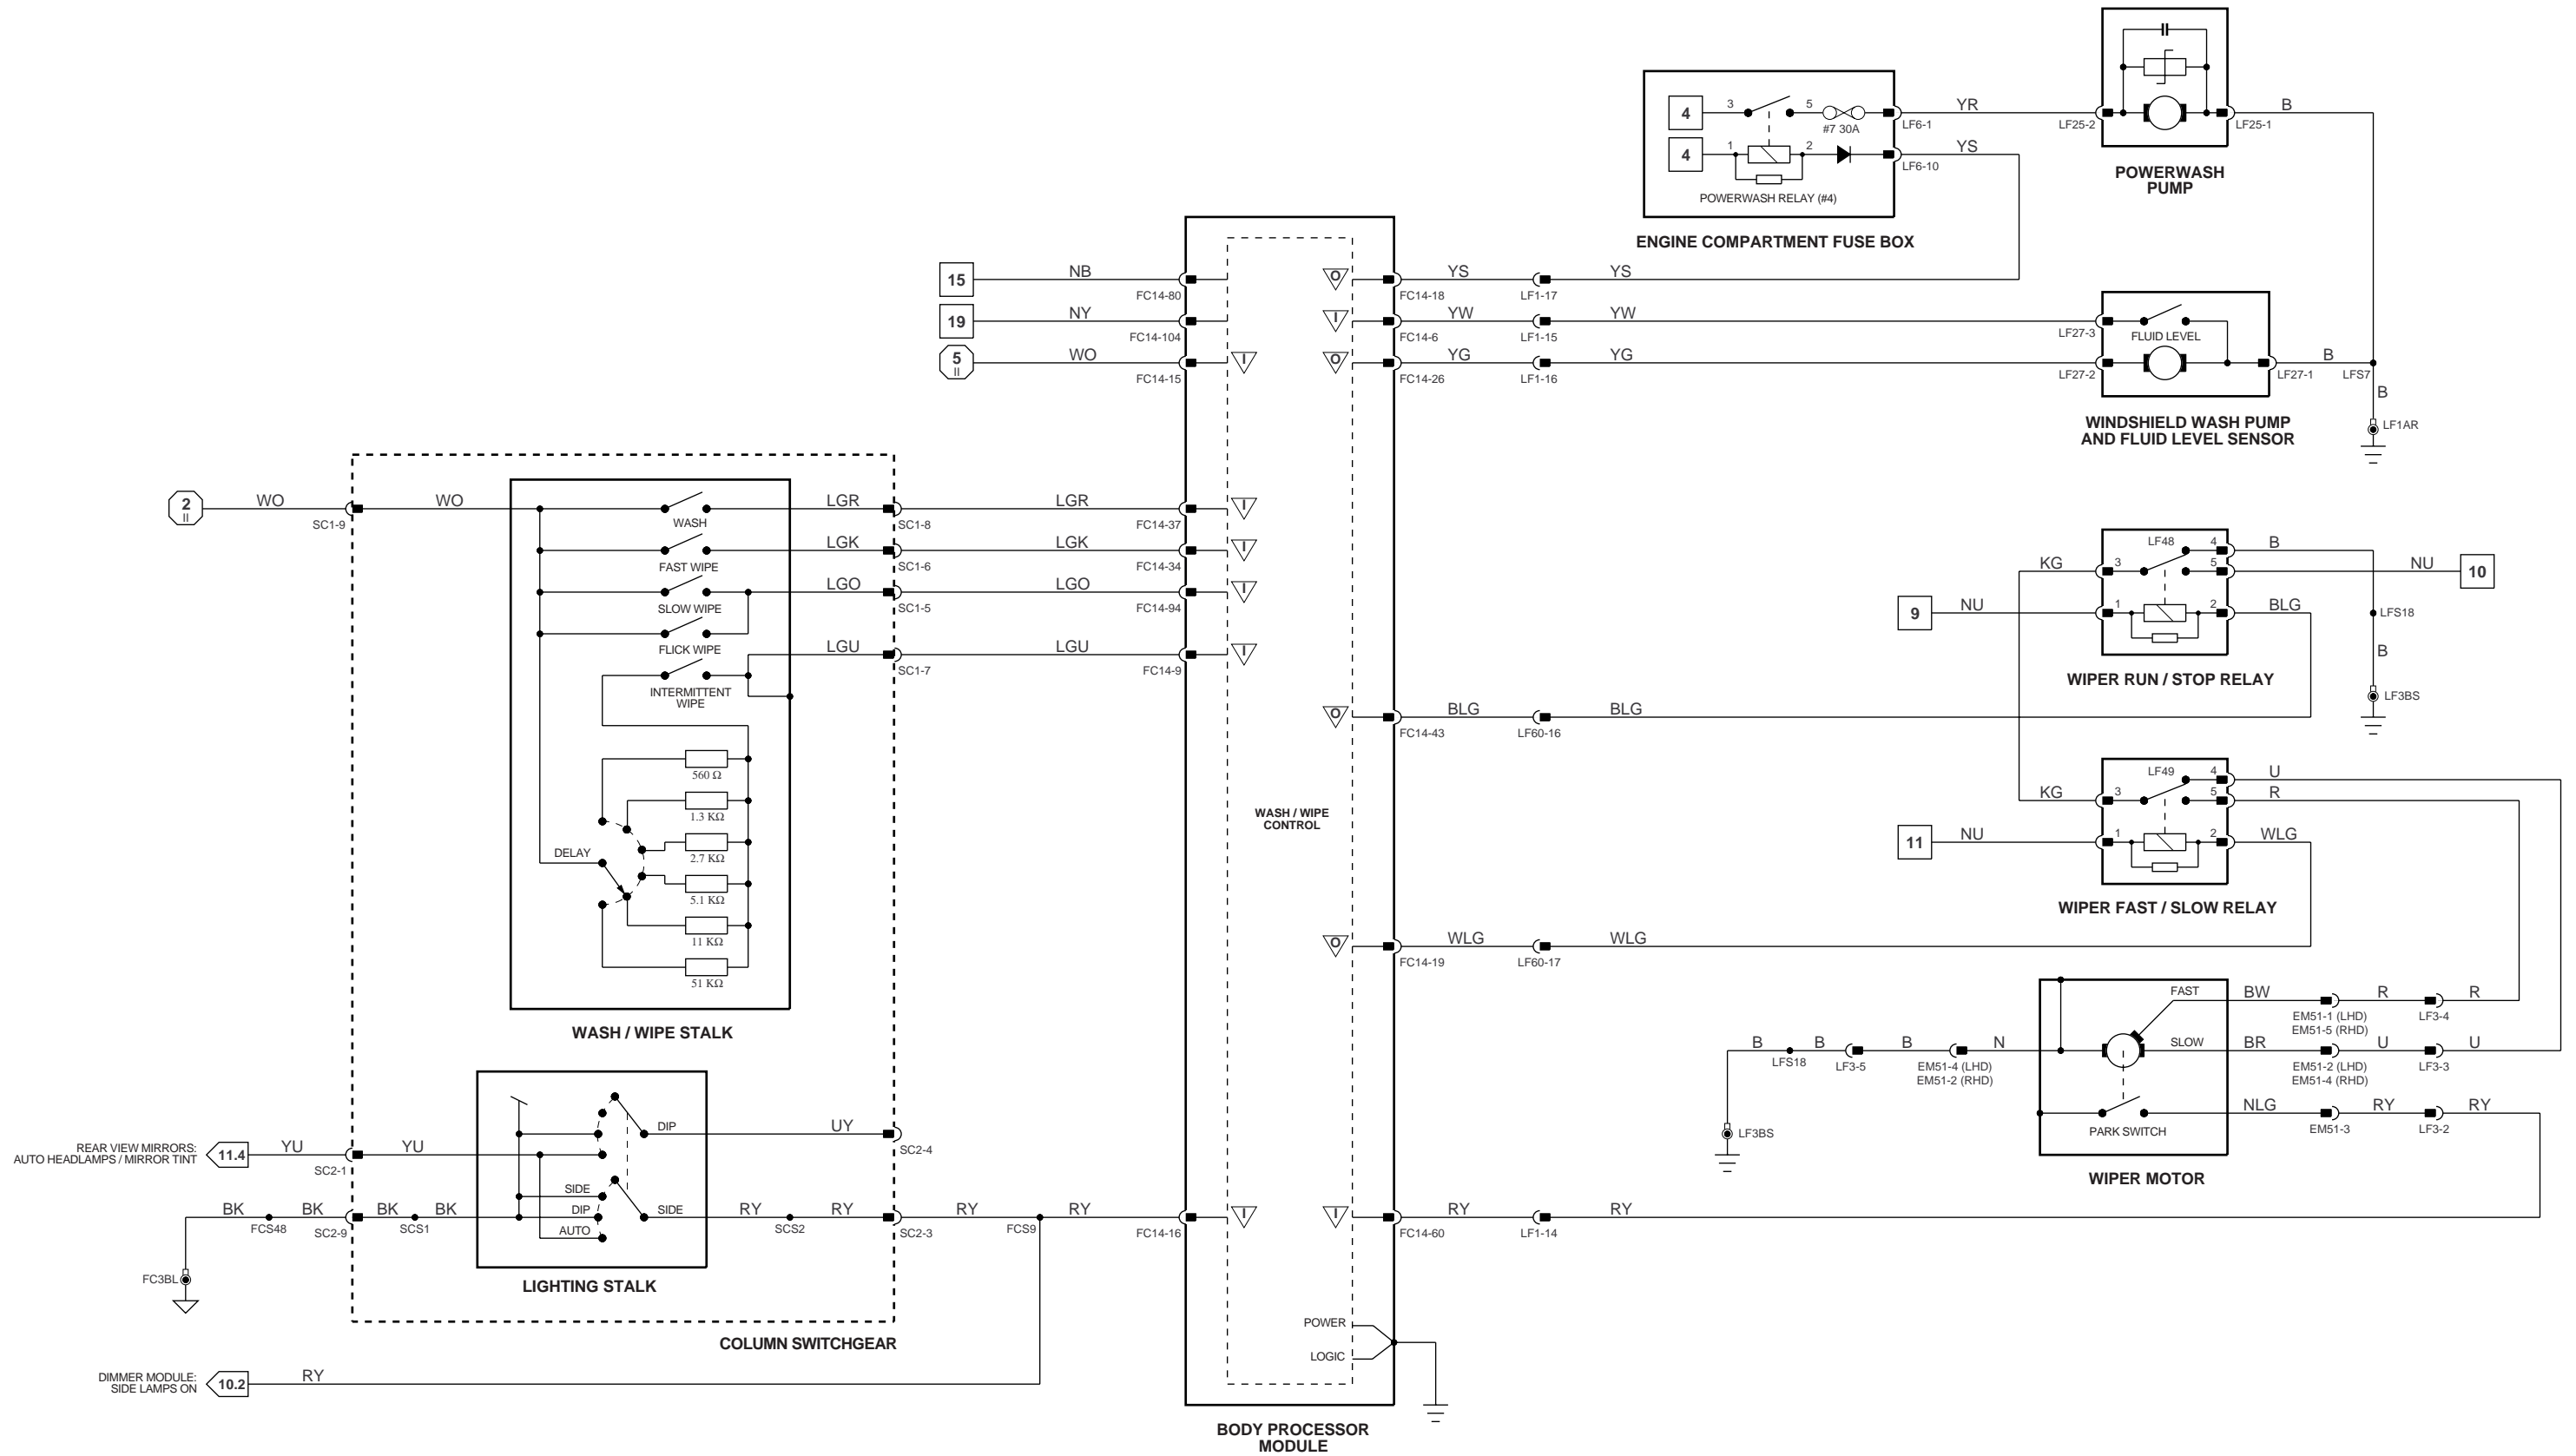 4
3
5
#7 30A
LF6-1
YR
LF25-2
B
LF25-1
4
1
2
LF6-10
YS
POWERWASH RELAY (#4)
POWERWASH
PUMP
ENGINE COMPARTMENT FUSE BOX
15
NB
FC14-80
O
FC14-18
YS
LF1-17
YS
19
NY
FC14-104
I
FC14-6
YW
LF1-15
YW
LF27-3
FLUID LEVEL
5
II
WO
FC14-15
I
O
FC14-26
YG
LF1-16
YG
LF27-2
LF27-1
B
LFS7
B
LF1AR
WINDSHIELD WASH PUMP
AND FLUID LEVEL SENSOR
2
II
WO
SC1-9
WO
WASH
LGR
SC1-8
LGR
FC14-37
I
FAST WIPE
LGK
SC1-6
LGK
FC14-34
I
SLOW WIPE
LGO
SC1-5
LGO
FC14-94
I
FLICK WIPE
LGU
SC1-7
LGU
FC14-9
I
INTERMITTENT
WIPE
560 Ω
1.3 KΩ
2.7 KΩ
5.1 KΩ
11 KΩ
51 KΩ
DELAY
WASH / WIPE STALK
LF48
4
B
KG
3
5
NU
10
9
NU
1
2
BLG
LFS18
B
LF3BS
WIPER RUN / STOP RELAY
O
FC14-43
BLG
LF60-16
BLG
LF49
4
U
KG
3
5
R
WASH / WIPE
CONTROL
11
NU
1
2
WLG
WIPER FAST / SLOW RELAY
O
FC14-19
WLG
LF60-17
WLG
FAST
BW
EM51-1 (LHD)
EM51-5 (RHD)
R
LF3-4
R
B
LFS18
B
LF3-5
B
EM51-4 (LHD)
EM51-2 (RHD)
N
SLOW
BR
EM51-2 (LHD)
EM51-4 (RHD)
U
LF3-3
U
LF3BS
PARK SWITCH
NLG
EM51-3
RY
LF3-2
RY
WIPER MOTOR
REAR VIEW MIRRORS:
AUTO HEADLAMPS / MIRROR TINT
11.4
YU
SC2-1
YU
DIP
UY
SC2-4
SIDE
DIP
AUTO
SIDE
BK
FCS48
BK
SC2-9
BK
SCS1
BK
RY
SCS2
RY
SC2-3
RY
FCS9
RY
FC14-16
I
I
FC14-60
RY
LF1-14
RY
FC3BL
LIGHTING STALK
COLUMN SWITCHGEAR
DIMMER MODULE:
SIDE LAMPS ON
10.2
RY
POWER
LOGIC
BODY PROCESSOR
MODULE